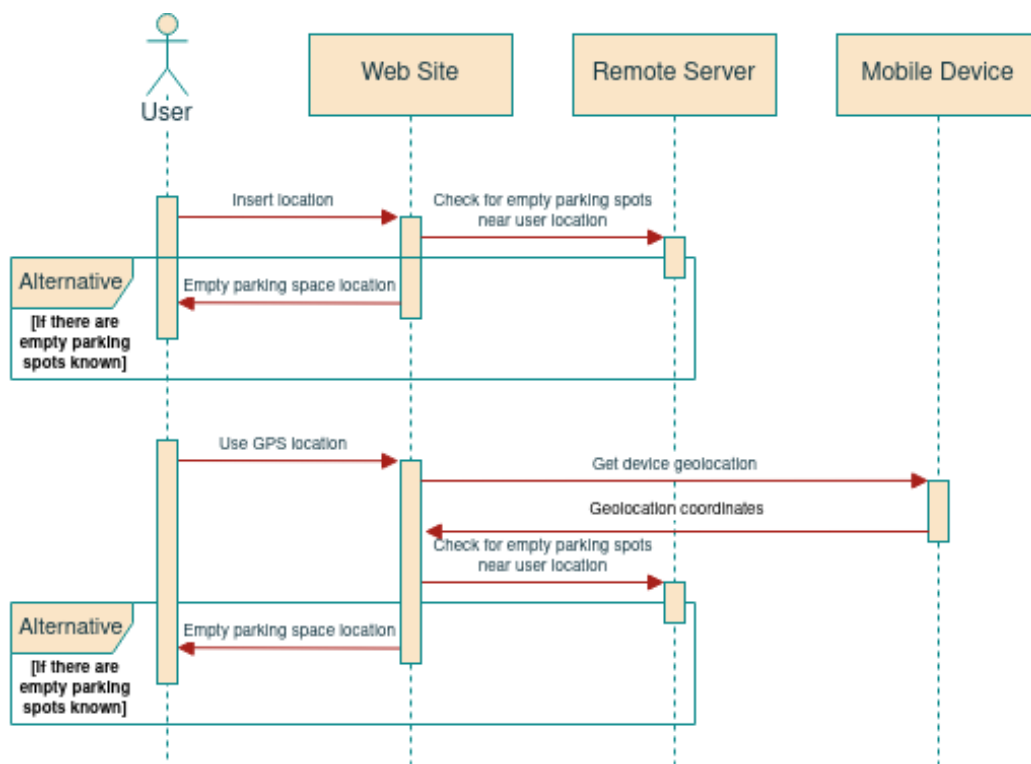 User
Web Site
Remote Server
Mobile Device
Insert location
Check for empty parking spots
near user location
Alternative
Empty parking space location
[If there are
empty parking
spots known]
Use GPS location
Get device geolocation
Geolocation coordinates
Check for empty parking spots
near user location
Alternative
Empty parking space location
[If there are
empty parking
spots known]